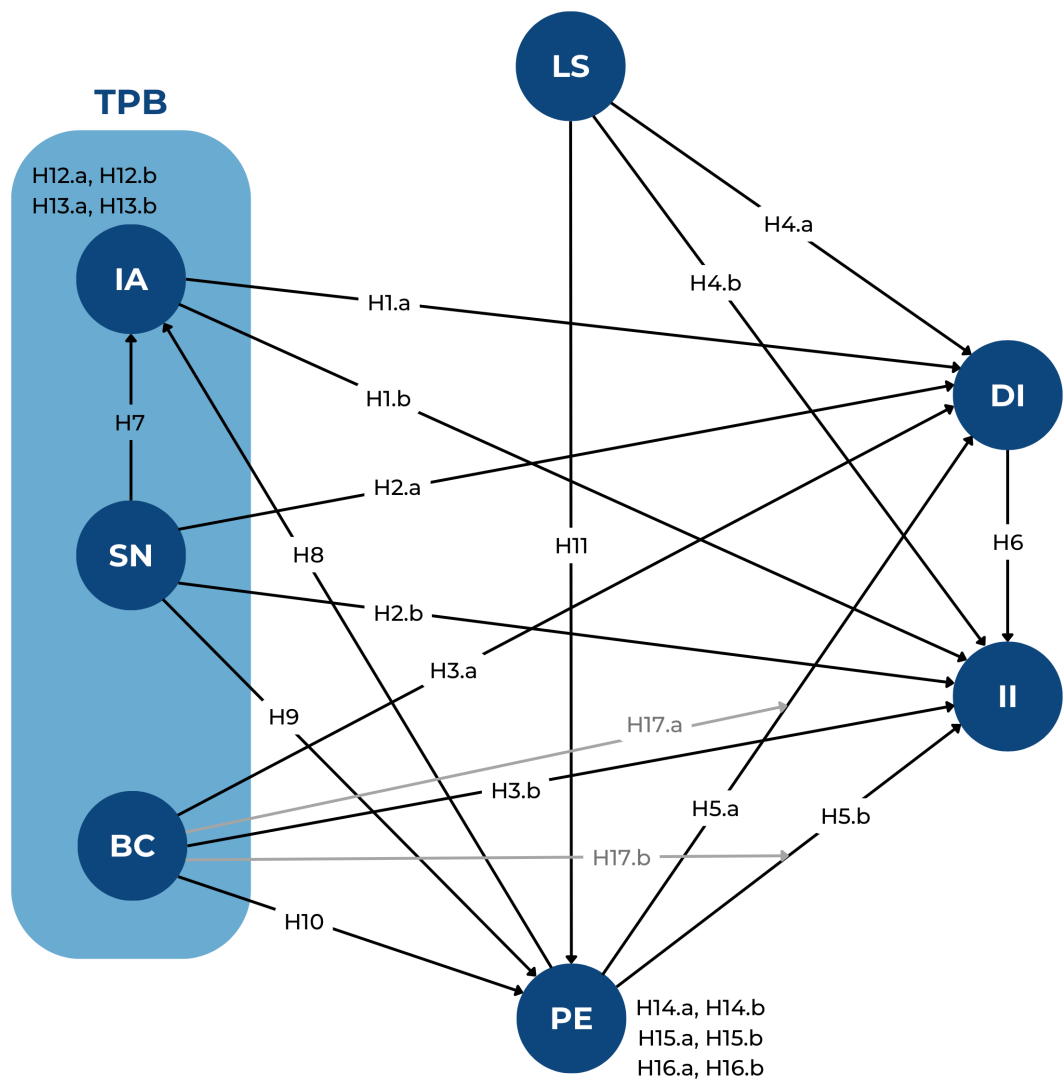 LS
TPB
H12.a, H12.b
H13.a, H13.b
H4.a
IA
H4.b
H1.a
DI
H1.b
H7
H2.a
H6
H11
SN
H8
H2.b
H3.a
II
H9
H17.a
H3.b
H5.a
H5.b
BC
H17.b
H10
PE
H14.a, H14.b
H15.a, H15.b
H16.a, H16.b